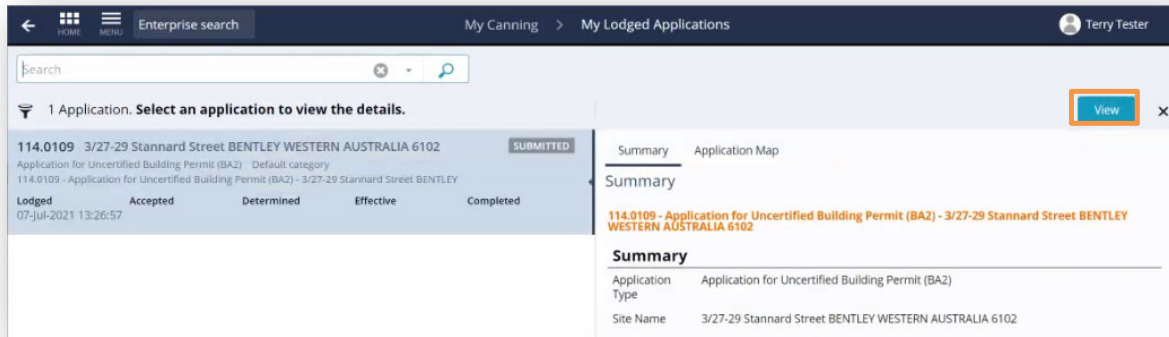 HOME
MENU
Enterprise search
My Canning > My Lodged Applications
Terry Tester
Search
1 Application. Select an application to view the details.
View
114.0109 3/27-29 Stannard Street BENTLEY WESTERN AUSTRALIA 6102
SUBMITTED
Application for Uncertified Building Permit (BA2) Default category
114.0109 - Application for Uncertified Building Permit (BA2) - 3/27-29 Stannard Street BENTLEY
Lodged Accepted Determined Effective Completed
07-Jul-2021 13:26:57
Summary Application Map
Summary
114.0109 - Application for Uncertified Building Permit (BA2) - 3/27-29 Stannard Street BENTLEY
WESTERN AUSTRALIA 6102
Summary
Application Application for Uncertified Building Permit (BA2)
Type
Site Name 3/27-29 Stannard Street BENTLEY WESTERN AUSTRALIA 6102